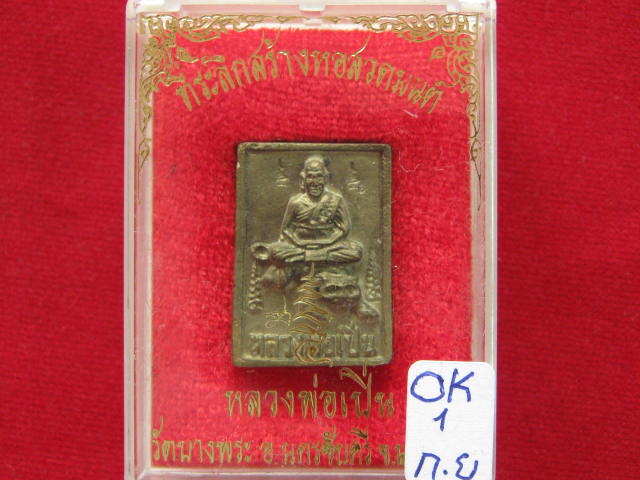 ที่ระลึกสร้างหอสวดมนต์
หลวงพ่อเปิ่น
หลวงพ่อเปิ่น
วัดบางพระ อ.นครชัยศรี จ.น
OK
1
ก.ย